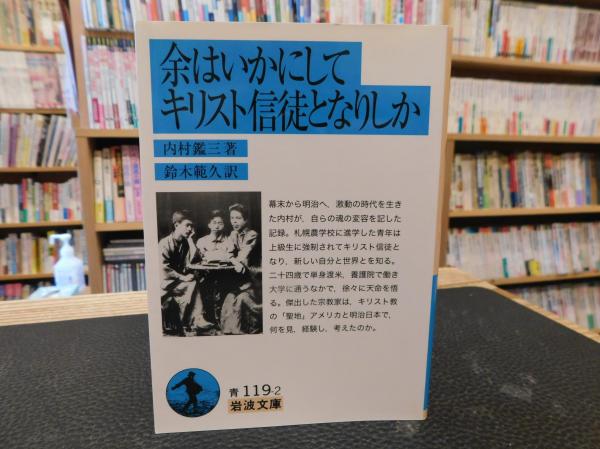 余はいかにして
キリスト信徒となりしか
内村鑑三著
鈴木範久訳
幕末から明治へ、激動の時代を生き
た内村が、自らの魂の変容を記した
記録。札幌農学校に進学した青年は
上級生に強制されてキリスト信徒と
なり、新しい自分と世界とを知る。
二十四歳で単身渡米、養護院で働き
大学に通うなかで、徐々に天命を悟
る。傑出した宗教家は、キリスト教
の「聖地」アメリカと明治日本で、
何を見、経験し、考えたのか。
青 119-2
岩波文庫